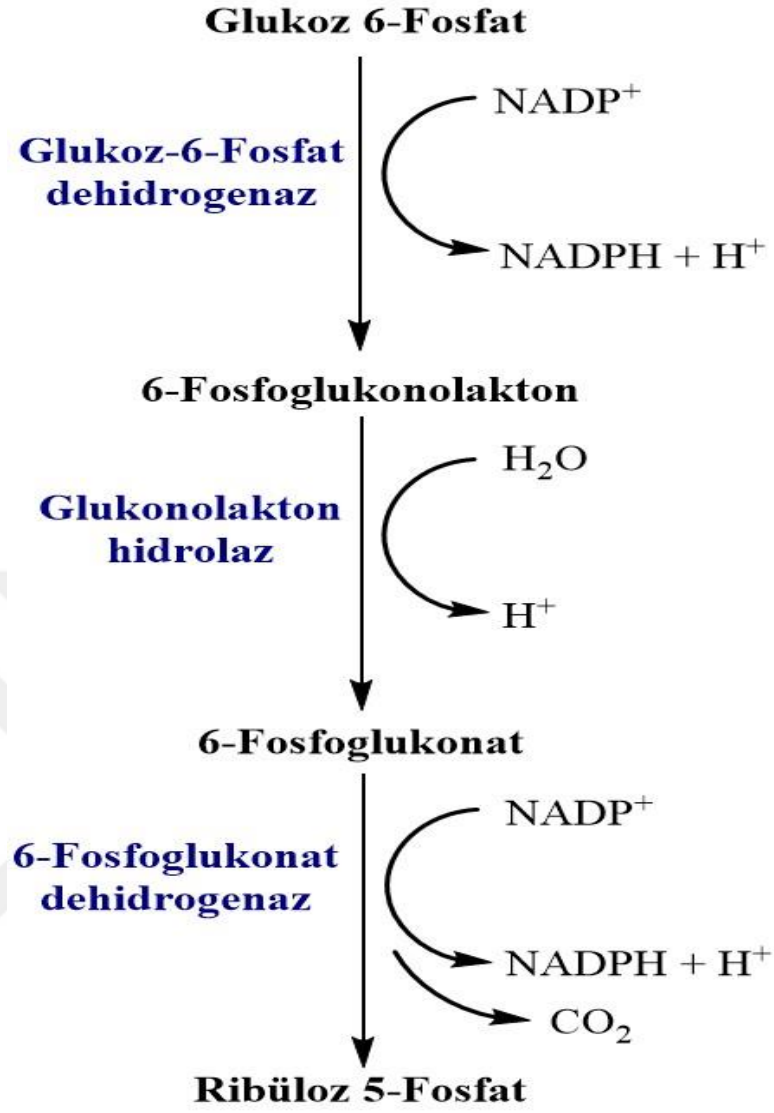 Glukoz 6-Fosfat
NADP⁺
Glukoz-6-Fosfat
dehidrogenaz
NADPH + H⁺
6-Fosfoglukonolakton
H₂O
Glukonolakton
hidrolaz
H⁺
6-Fosfoglukonat
NADP⁺
6-Fosfoglukonat
dehidrogenaz
NADPH + H⁺
CO₂
Ribüloz 5-Fosfat